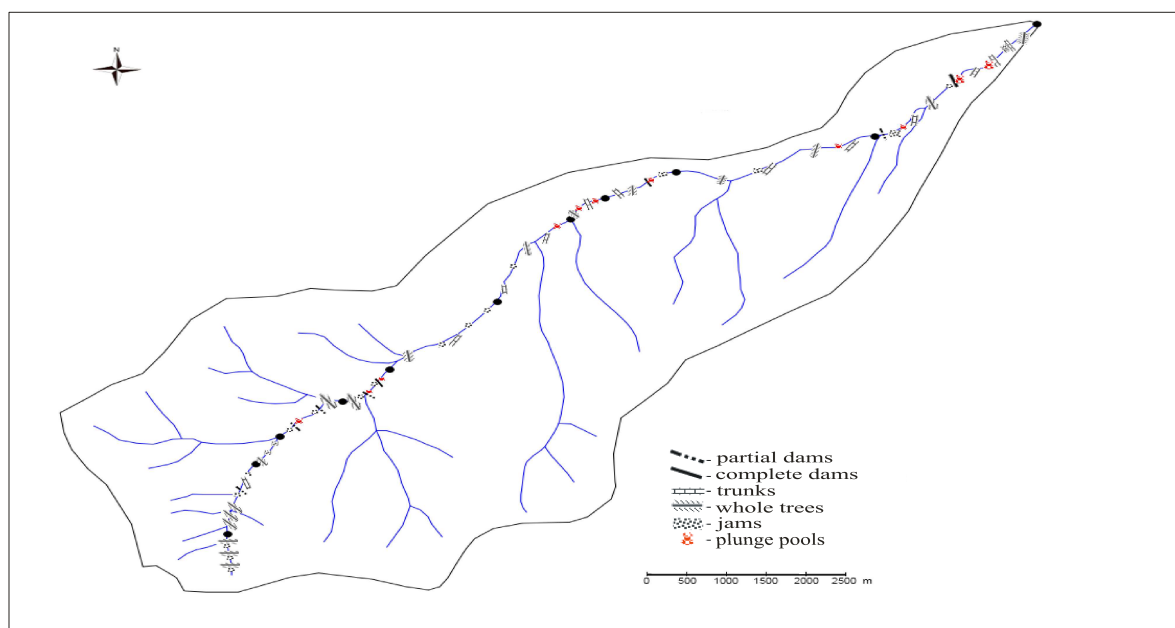 N
- partial dams
- complete dams
- trunks
- whole trees
- jams
- plunge pools
0 500 1000 1500 2000 2500 m